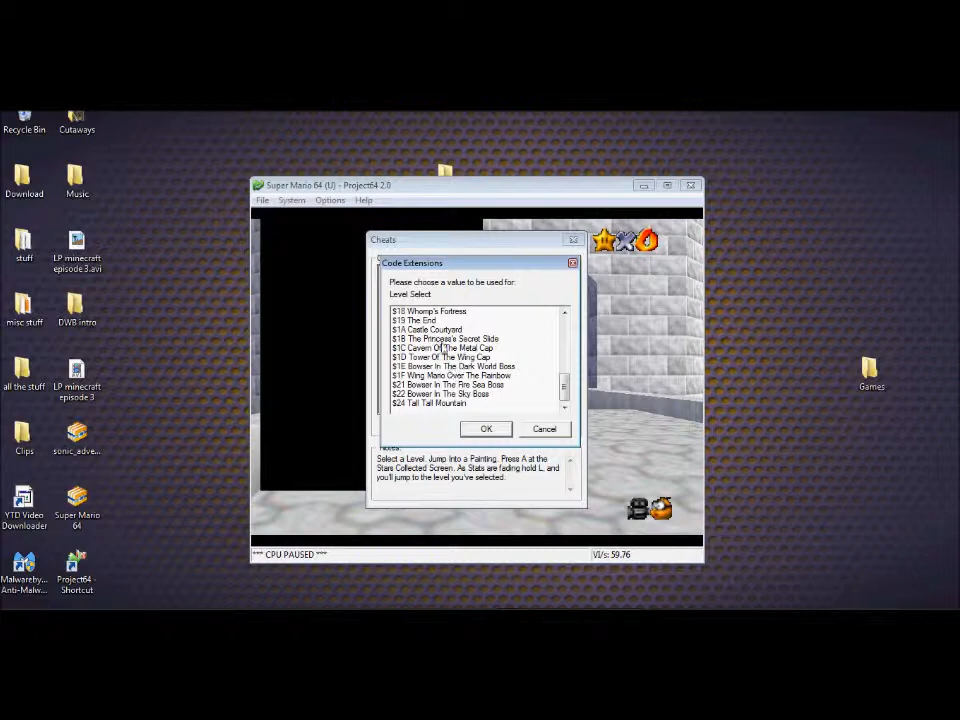 Recycle Bin
Cutaways
Download
Music
stuff
LP minecraft
episode 3.avi
misc stuff
DWB intro
all the stuff
LP minecraft
episode 3
Clips
sonic_adve...
YTD Video
Downloader
Super Mario
64
Malwareby...
Anti-Malw...
Project64 -
Shortcut
Games
Super Mario 64 (U) - Project64 2.0
File System Options Help
Cheats
Code Extensions
Please choose a value to be used for:
Level Select
$18 Whomp's Fortress
$19 The End
$1A Castle Courtyard
$1B The Princess's Secret Slide
$1C Cavern Of The Metal Cap
$1D Tower Of The Wing Cap
$1E Bowser In The Dark World Boss
$1F Wing Mario Over The Rainbow
$21 Bowser In The Fire Sea Boss
$22 Bowser In The Sky Boss
$24 Tall Tall Mountain
OK Cancel
Notes:
Select a Level. Jump Into a Painting. Press A at the
Stars Collected Screen. As Stats are fading hold L, and
you'll jump to the level you've selected.
*** CPU PAUSED ***
VI/s: 59.76